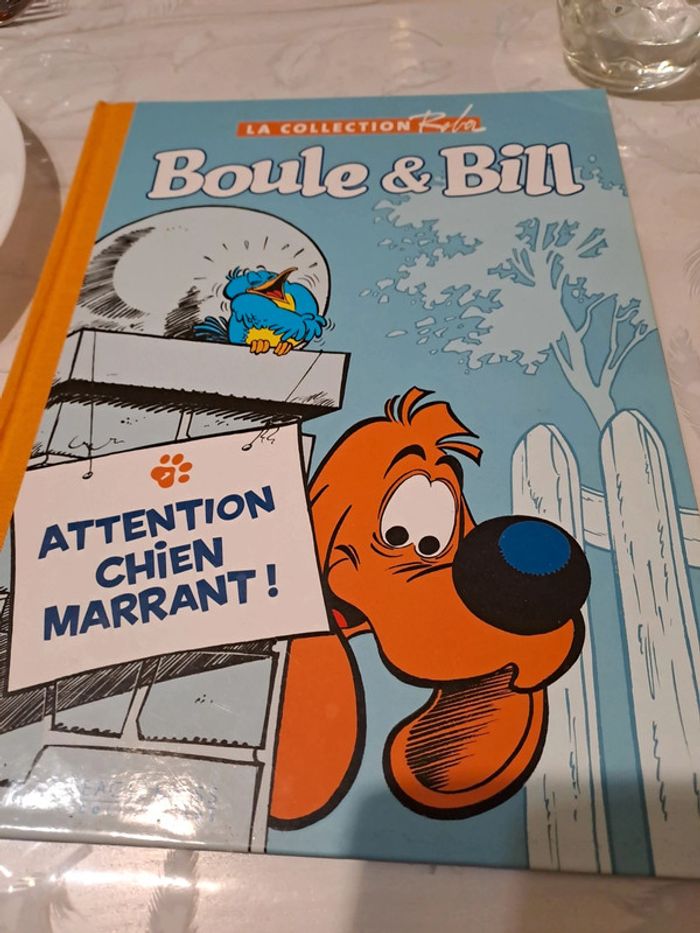 LA COLLECTION Roba
Boule & Bill
ATTENTION
CHiEN
MARRANT !